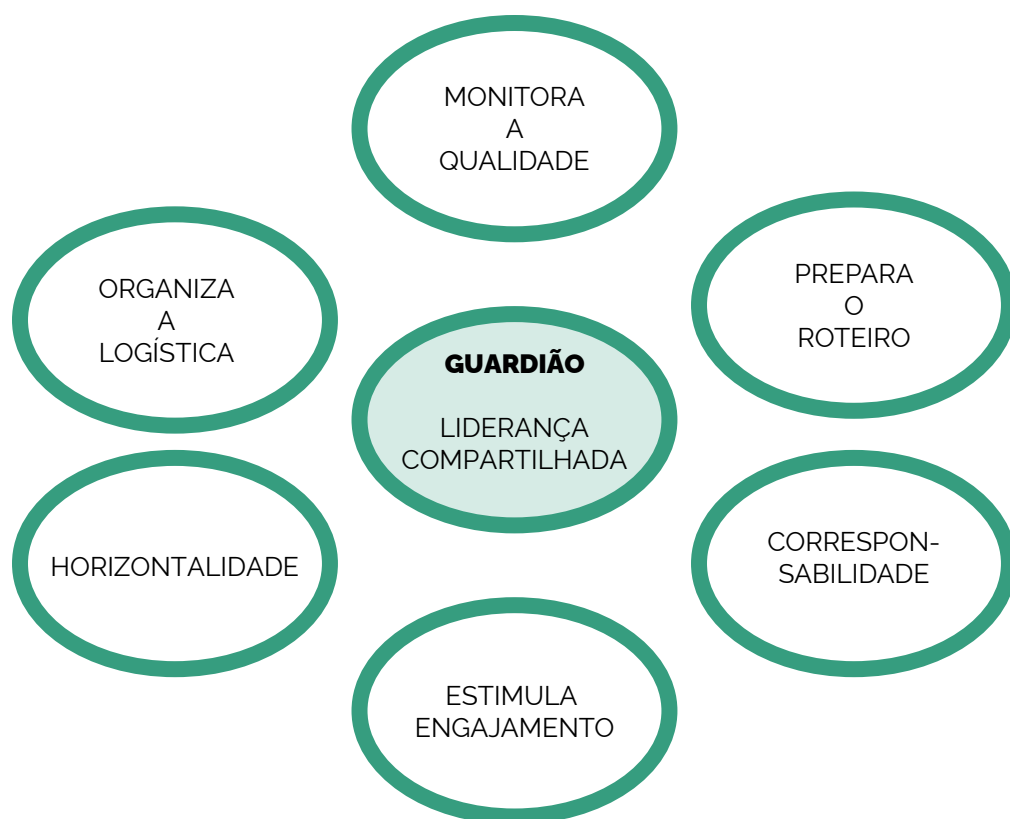 MONITORA
A
QUALIDADE
ORGANIZA
A
LOGÍSTICA
PREPARA
O
ROTEIRO
GUARDIÃO
LIDERANÇA
COMPARTILHADA
HORIZONTALIDADE
CORRESPON-
SABILIDADE
ESTIMULA
ENGAJAMENTO